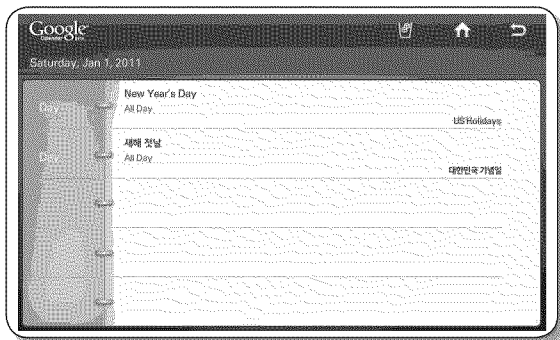 Google
Calendar
Saturday, Jan 1, 2011
New Year's Day
Day
All Day
US Holidays
새해 첫날
Day
All Day
대한민국 기념일